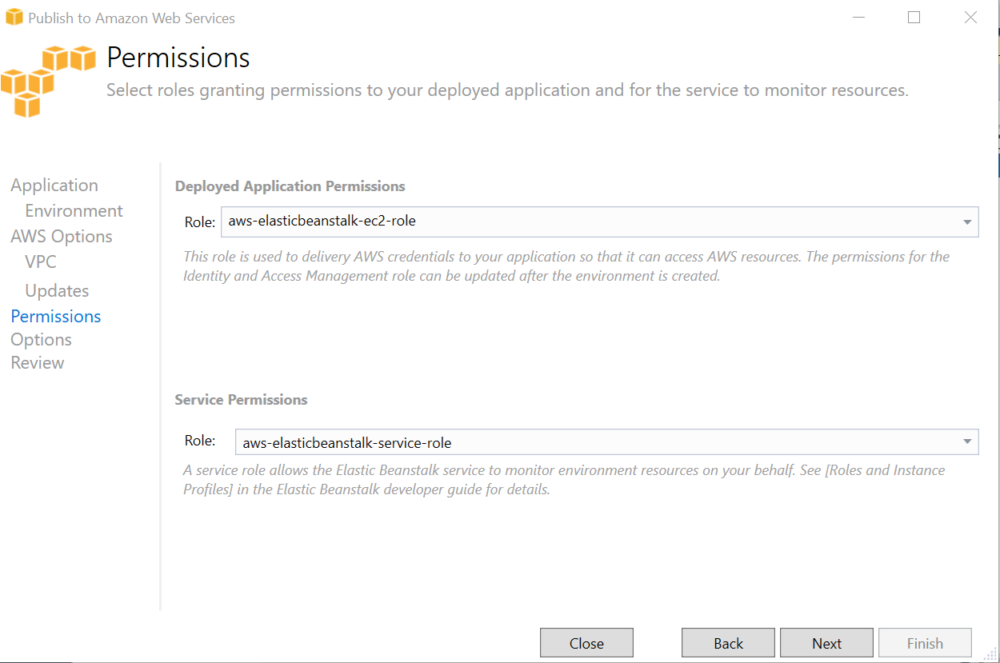 Publish to Amazon Web Services
Permissions
Select roles granting permissions to your deployed application and for the service to monitor resources.
Application
Environment
AWS Options
VPC
Updates
Permissions
Options
Review
Deployed Application Permissions
Role: aws-elasticbeanstalk-ec2-role
This role is used to delivery AWS credentials to your application so that it can access AWS resources. The permissions for the
Identity and Access Management role can be updated after the environment is created.
Service Permissions
Role: aws-elasticbeanstalk-service-role
A service role allows the Elastic Beanstalk service to monitor environment resources on your behalf. See [Roles and Instance
Profiles] in the Elastic Beanstalk developer guide for details.
Close Back Next Finish